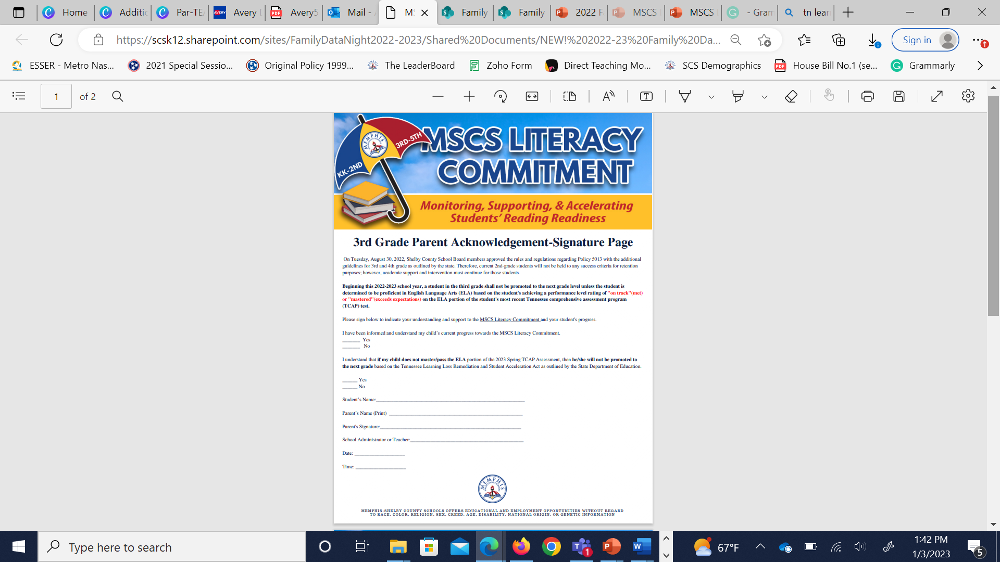 Home
Additic
Par-TEA
Avery
Avery5
Mail -
MS
Family
Family
2022 F
MSCS
MSCS
- Gram
tn lear
https://scsk12.sharepoint.com/sites/FamilyDataNight2022-2023/Shared%20Documents/NEW!%202022-23%20Family%20Da...
Sign in
ESSER - Metro Nas...
2021 Special Sessio...
Original Policy 1999...
The LeaderBoard
Zoho Form
Direct Teaching Mo...
SCS Demographics
House Bill No.1 (se...
Grammarly
1 of 2
MEMPHIS
KK-2ND
3RD-5TH
MSCS LITERACY
COMMITMENT
Monitoring, Supporting, & Accelerating
Students' Reading Readiness
3rd Grade Parent Acknowledgement-Signature Page
On Tuesday, August 30, 2022, Shelby County School Board members approved the rules and regulations regarding Policy 5013 with the additional
guidelines for 3rd and 4th grade as outlined by the state. Therefore, current 2nd-grade students will not be held to any success criteria for retention
purposes; however, academic support and intervention must continue for those students.
Beginning this 2022-2023 school year, a student in the third grade shall not be promoted to the next grade level unless the student is
determined to be proficient in English Language Arts (ELA) based on the student's achieving a performance level rating of "on track"(met)
or "mastered"(exceeds expectations) on the ELA portion of the student's most recent Tennessee comprehensive assessment program
(TCAP) test.
Please sign below to indicate your understanding and support to the MSCS Literacy Commitment and your student's progress.
I have been informed and understand my child's current progress towards the MSCS Literacy Commitment.
_______ Yes
_______ No
I understand that if my child does not master/pass the ELA portion of the 2023 Spring TCAP Assessment, then he/she will not be promoted to
the next grade based on the Tennessee Learning Loss Remediation and Student Acceleration Act as outlined by the State Department of Education.
______ Yes
______ No
Student's Name:____________________
Parent's Name (Print) ____________________
Parent's Signature:____________________
School Administrator or Teacher:____________________
Date: ____________________
Time: ____________________
MEMPHIS
MEMPHIS-SHELBY COUNTY SCHOOLS OFFERS EDUCATIONAL AND EMPLOYMENT OPPORTUNITIES WITHOUT REGARD
TO RACE, COLOR, RELIGION, SEX, CREED, AGE, DISABILITY, NATIONAL ORIGIN, OR GENETIC INFORMATION
Type here to search
67°F
1:42 PM
1/3/2023
5